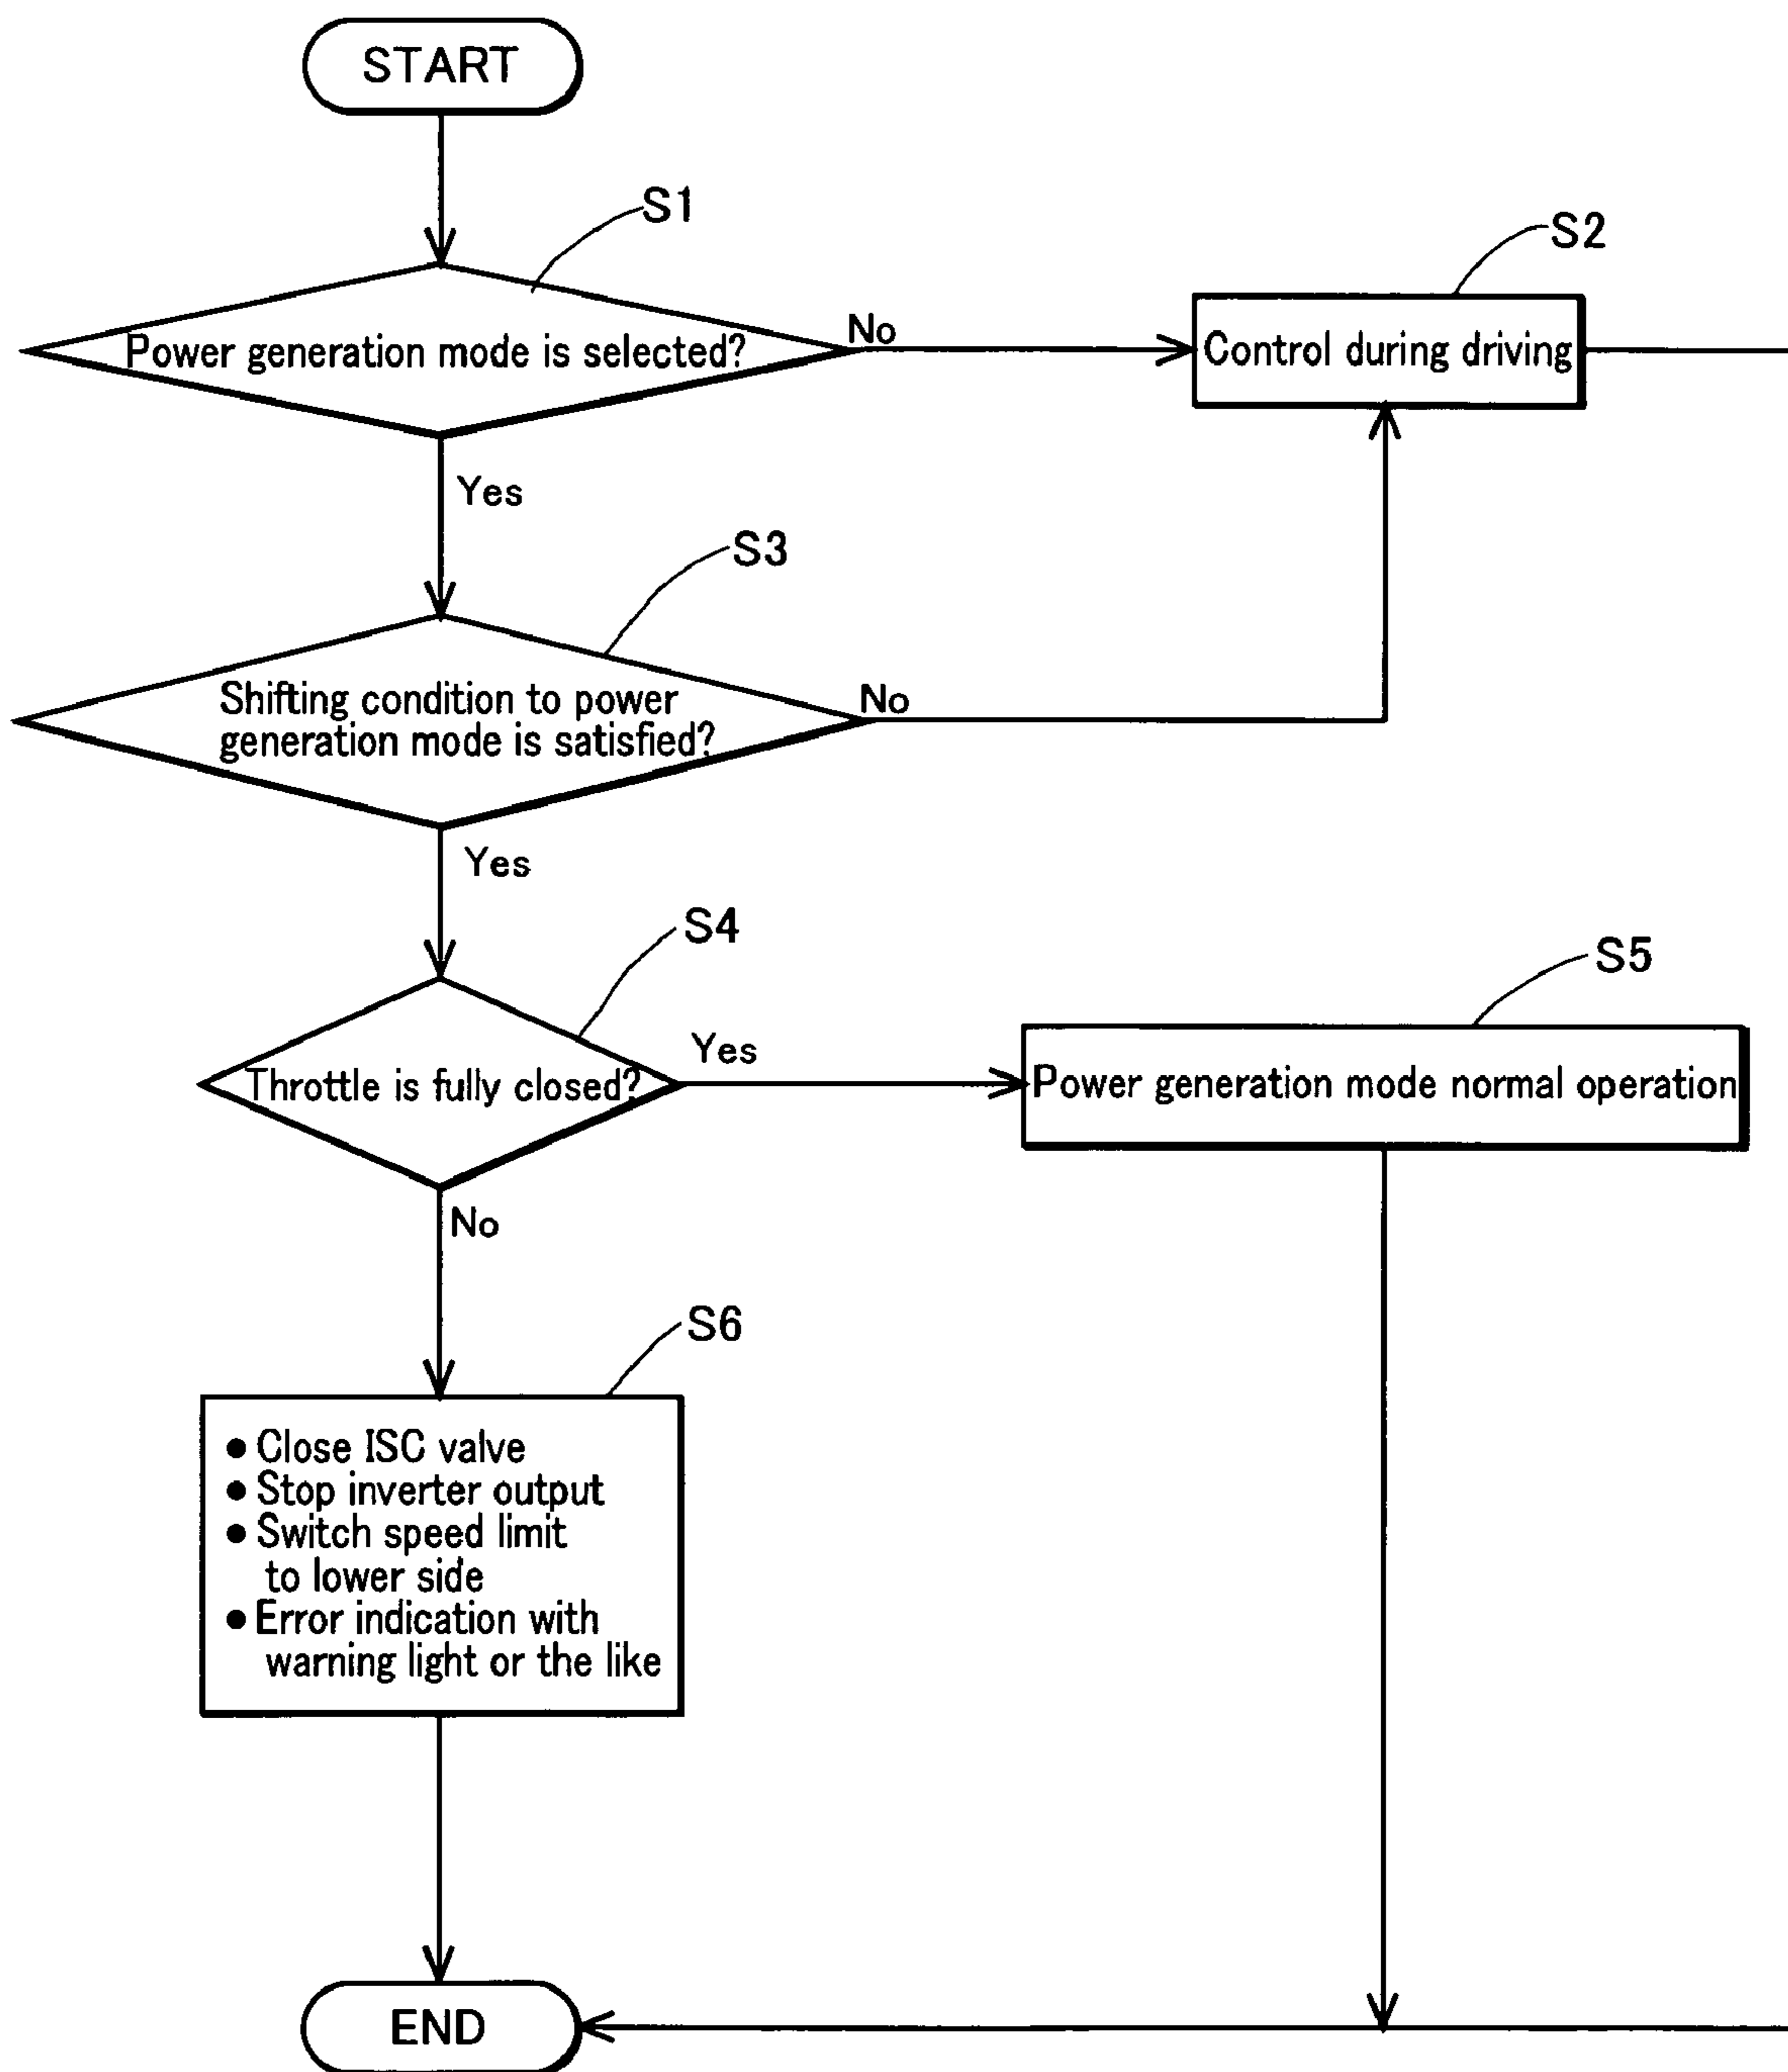 START
S1
S2
Power generation mode is selected?
No
Control during driving
Yes
S3
Shifting condition to power
generation mode is satisfied?
No
Yes
S4
S5
Throttle is fully closed?
Yes
Power generation mode normal operation
No
S6
● Close ISC valve
● Stop inverter output
● Switch speed limit
to lower side
● Error indication with
warning light or the like
END